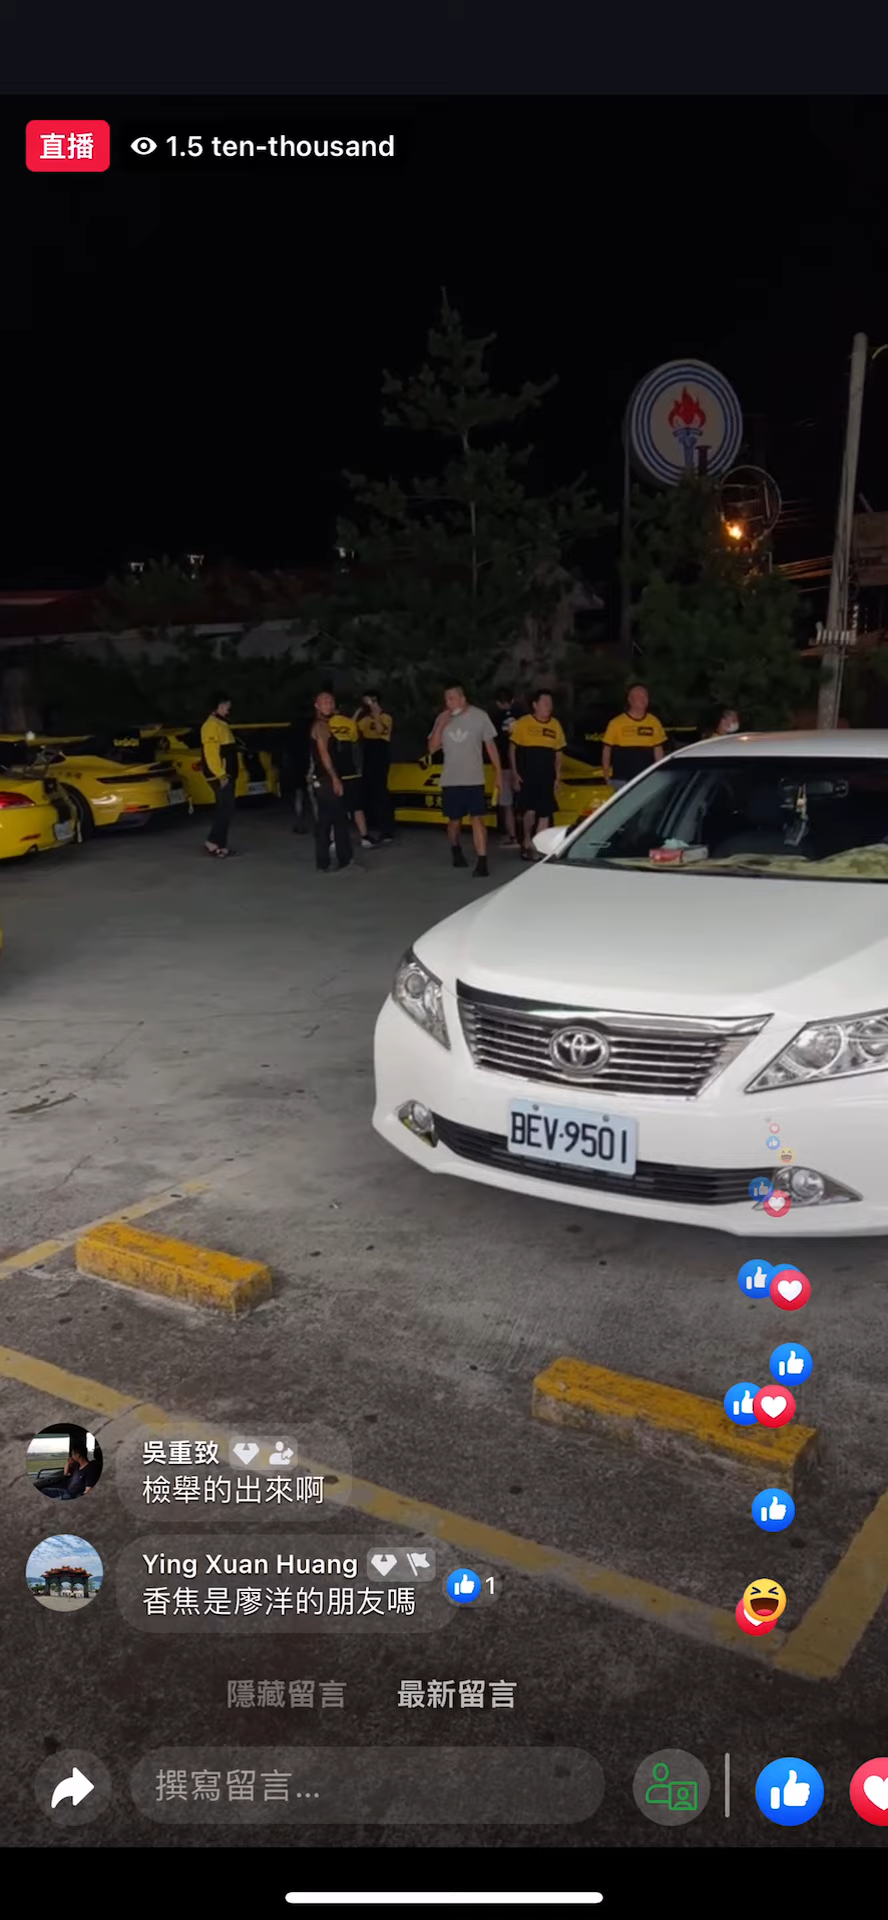 直播
1.5 ten-thousand
BEV-9501
吳重致
檢舉的出來啊
Ying Xuan Huang
1
香焦是廖洋的朋友嗎
隱藏留言 最新留言
撰寫留言...